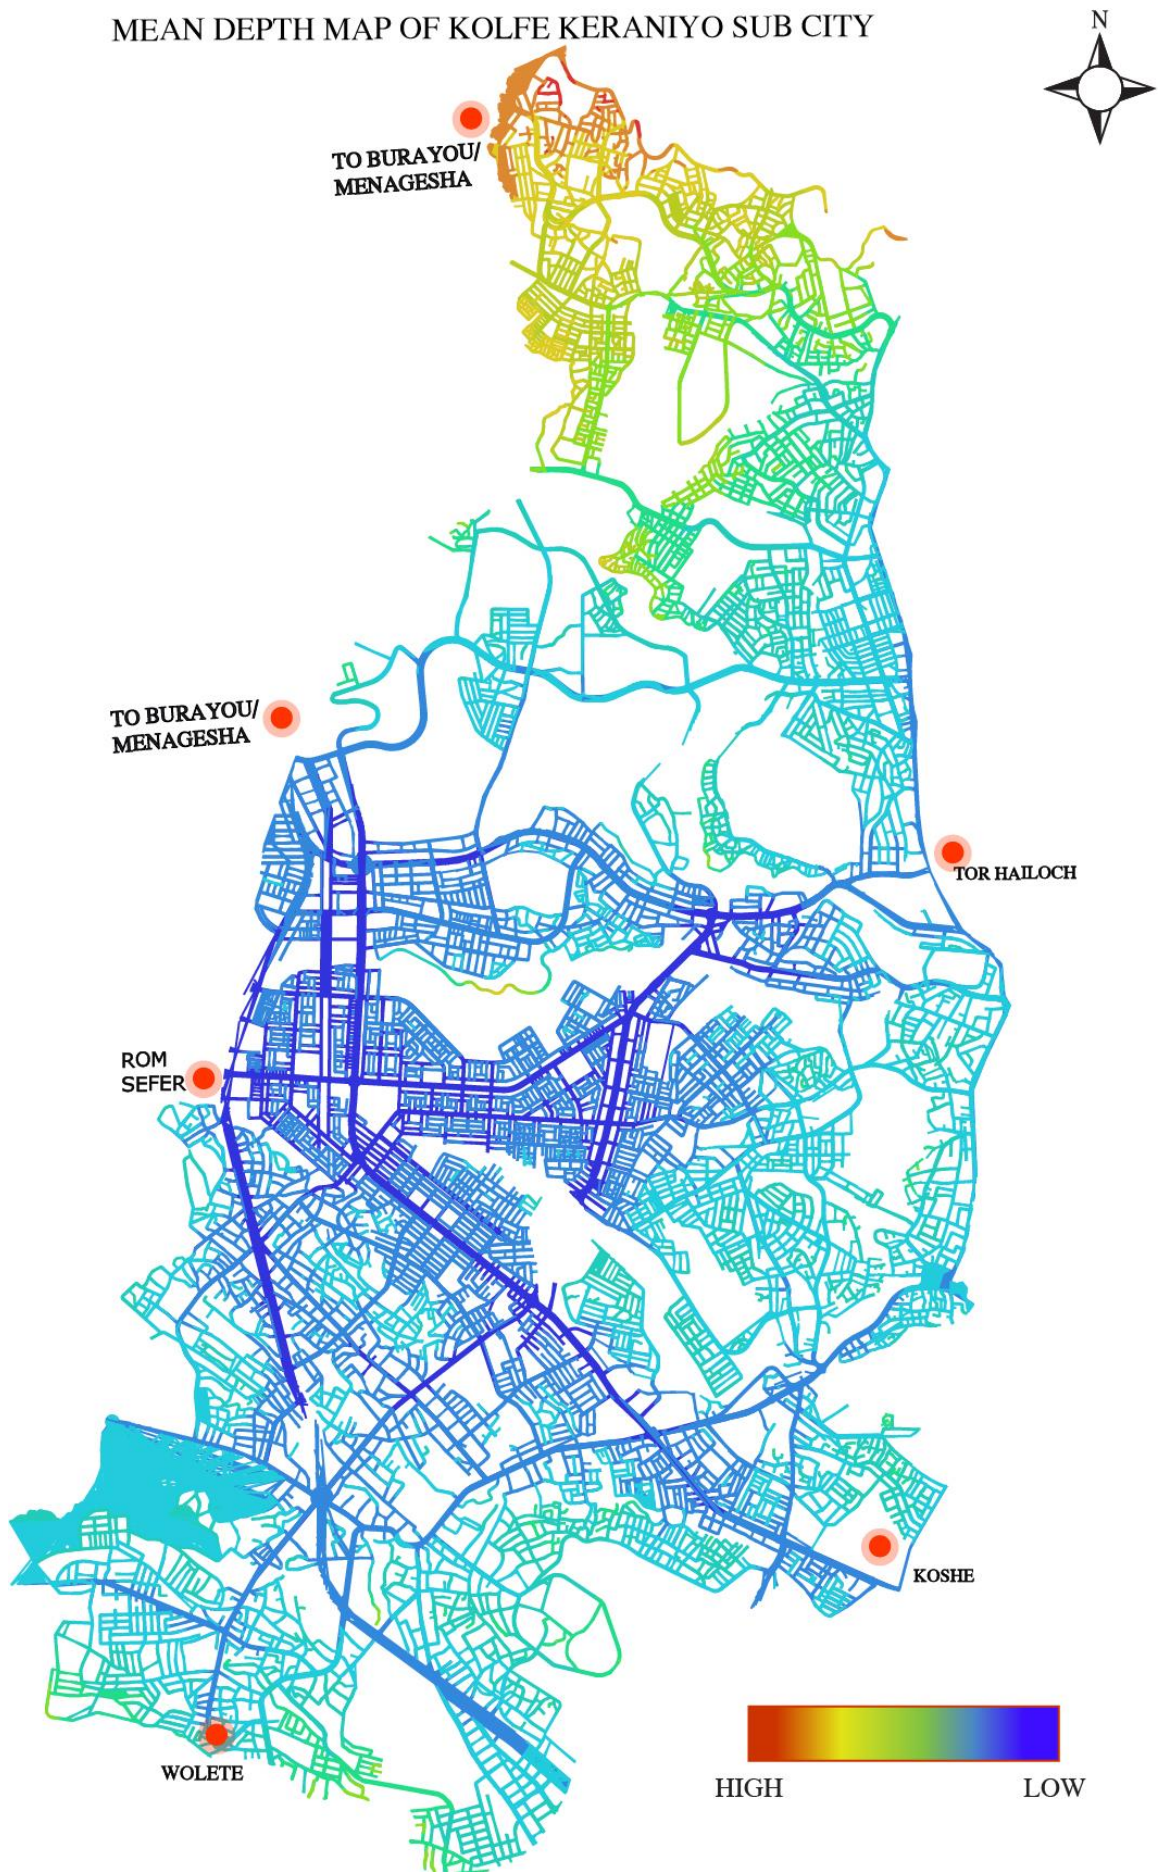 MEAN DEPTH MAP OF KOLFE KERANIYO SUB CITY
N
TO BURAYOU/
MENAGESHA
TO BURAYOU/
MENAGESHA
TOR HAILOCH
ROM
SEFER
KOSHE
WOLETE
HIGH
LOW